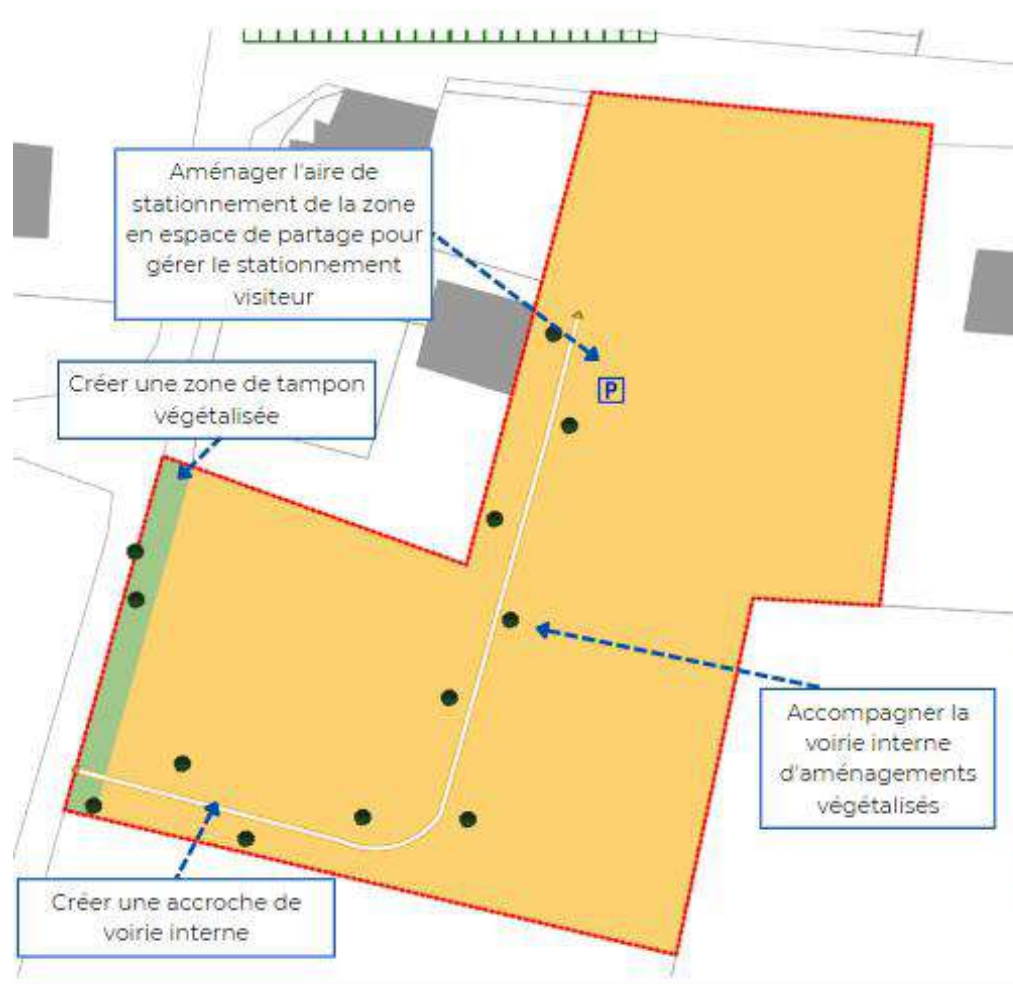 Aménager l'aire de
stationnement de la zone
en espace de partage pour
gérer le stationnement
visiteur
Créer une zone de tampon
végétalisée
P
Accompagner la
voirie interne
d'aménagements
végétalisés
Créer une accroche de
voirie interne